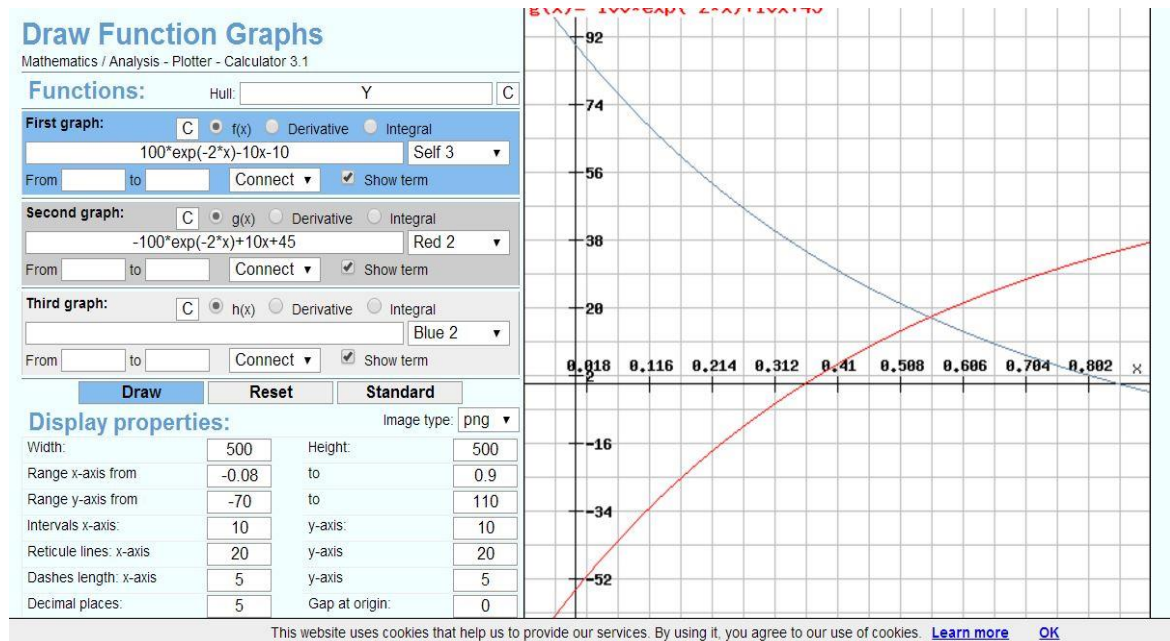 Draw Function Graphs
Mathematics / Analysis - Plotter - Calculator 3.1
Functions: Hull: Y C
First graph: C f(x) Derivative Integral
100*exp(-2*x)-10x-10 Self 3
From to Connect Show term
Second graph: C g(x) Derivative Integral
-100*exp(-2*x)+10x+45 Red 2
From to Connect Show term
Third graph: C h(x) Derivative Integral
Blue 2
From to Connect Show term
Draw Reset Standard
Display properties: Image type: png
Width: 500 Height: 500
Range x-axis from -0.08 to 0.9
Range y-axis from -70 to 110
Intervals x-axis: 10 y-axis: 10
Reticule lines: x-axis 20 y-axis 20
Dashes length: x-axis 5 y-axis 5
Decimal places: 5 Gap at origin: 0
g(x)=-100*exp(-2*x)+10x+45
92
74
56
38
20
0.018 0.116 0.214 0.312 0.41 0.508 0.606 0.704 0.802 x
2
-16
-34
-52
This website uses cookies that help us to provide our services. By using it, you agree to our use of cookies. Learn more OK